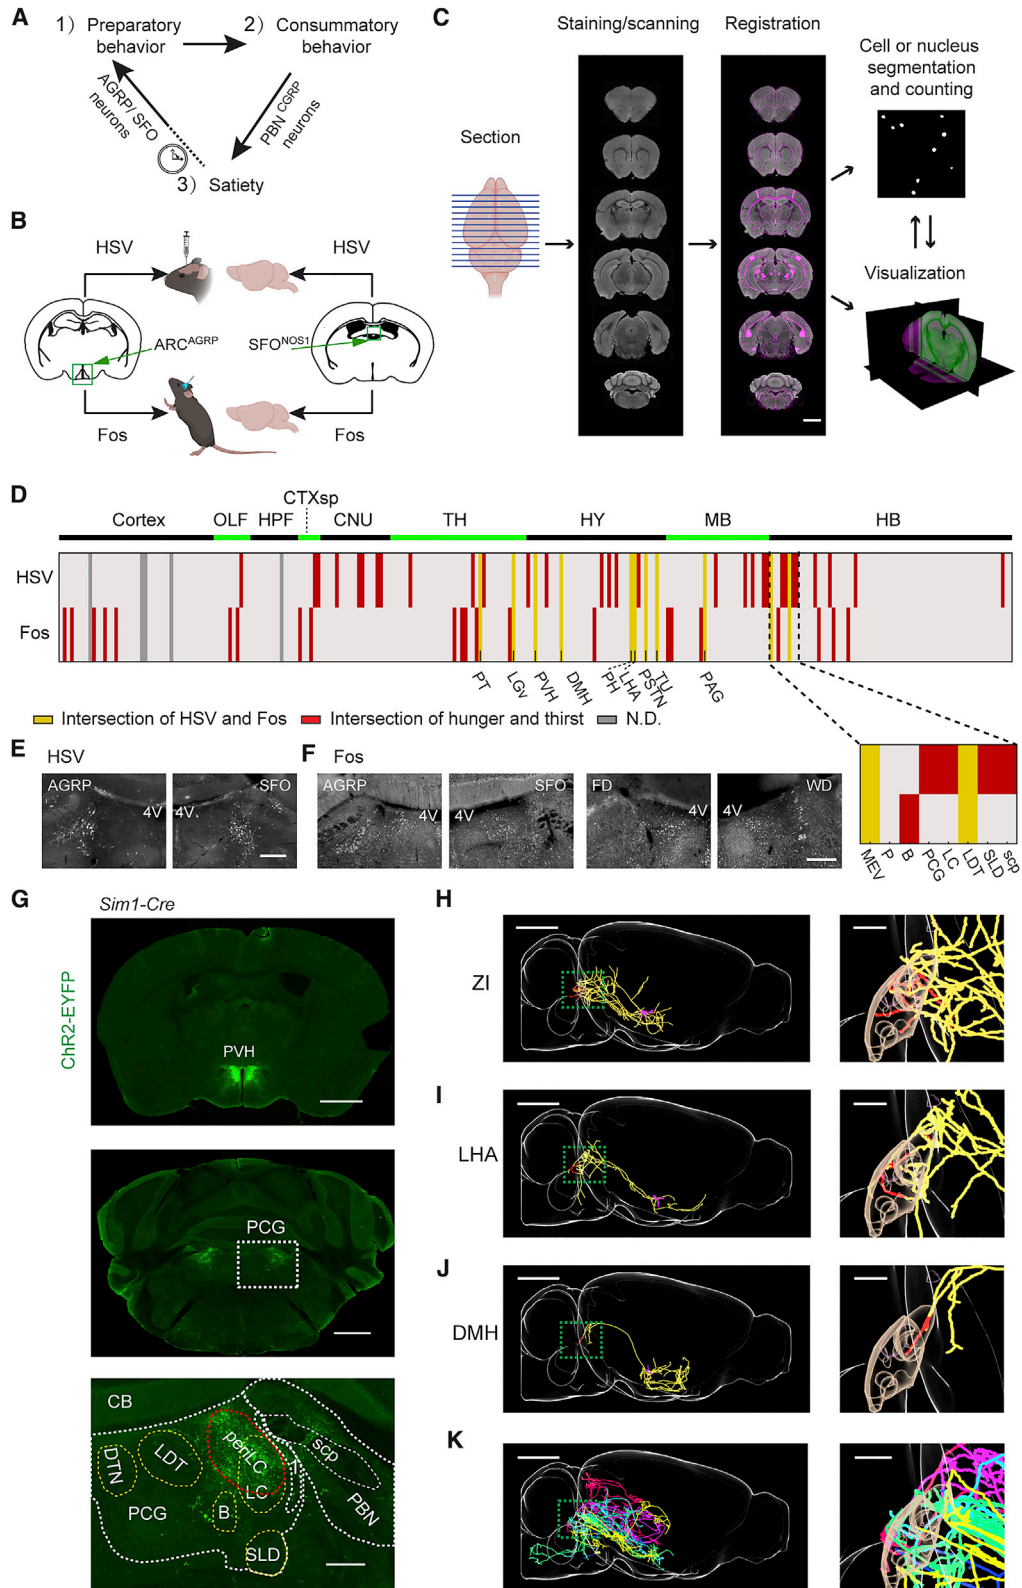 A
1) Preparatory behavior
2) Consummatory behavior
AGRP/ SFO neurons
PBN CGRP neurons
3) Satiety
B
HSV
HSV
ARC AGRP
SFO NOS1
Fos
Fos
C
Staining/scanning
Registration
Cell or nucleus
segmentation
and counting
Section
Visualization
D
CTXsp
Cortex OLF HPF CNU TH HY MB HB
HSV
Fos
PT LGv PVH DMH PH LHA PSTN TU PAG
Intersection of HSV and Fos
Intersection of hunger and thirst
N.D.
MEV P B PCG LC LDT SLD scp
E HSV
AGRP 4V
SFO 4V
F Fos
AGRP 4V
SFO 4V
FD 4V
WD 4V
G
Sim1-Cre
ChR2-EYFP
PVH
PCG
CB
DTN
LDT
periLC
scp
LC
PCG
B
PBN
SLD
H
ZI
I
LHA
J
DMH
K